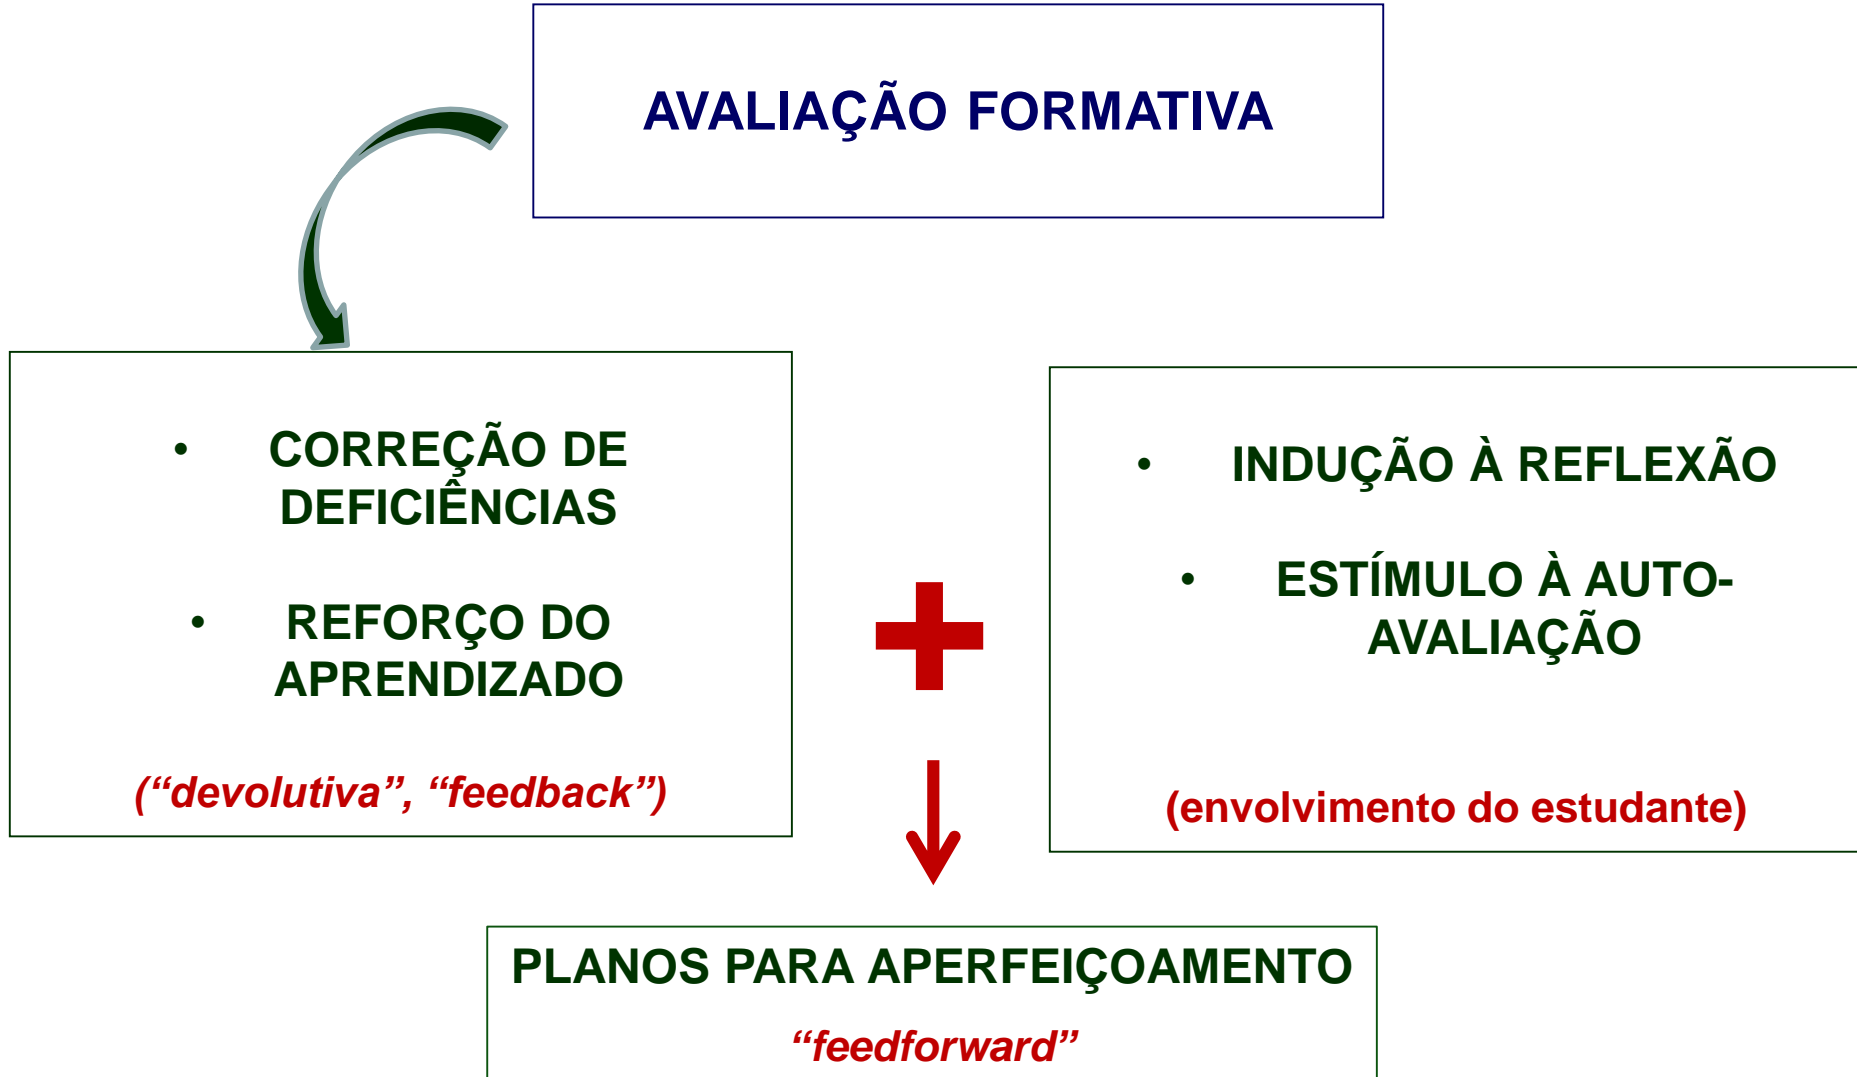 AVALIAÇÃO FORMATIVA
• CORREÇÃO DE
DEFICIÊNCIAS
• REFORÇO DO
APRENDIZADO
(“devolutiva”, “feedback”)
• INDUÇÃO À REFLEXÃO
• ESTÍMULO À AUTO-
AVALIAÇÃO
(envolvimento do estudante)
PLANOS PARA APERFEIÇOAMENTO
“feedforward”